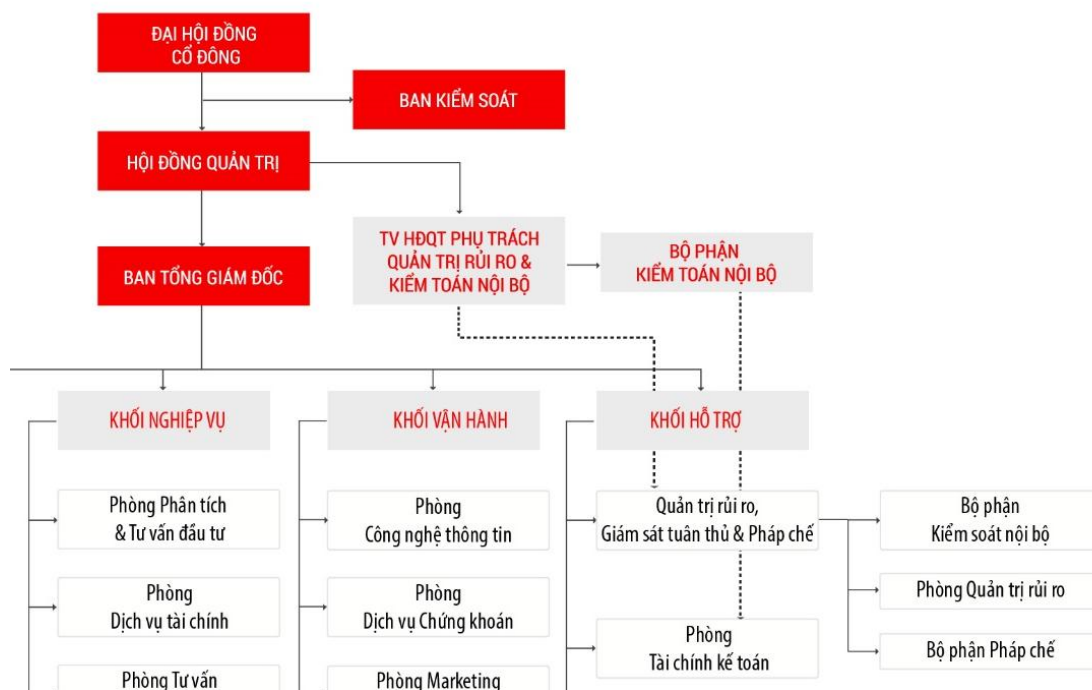 ĐẠI HỘI ĐỒNG
CỔ ĐÔNG
BAN KIỂM SOÁT
HỘI ĐỒNG QUẢN TRỊ
TV HĐQT PHỤ TRÁCH
QUẢN TRỊ RỦI RO &
KIỂM TOÁN NỘI BỘ
BỘ PHẬN
KIỂM TOÁN NỘI BỘ
BAN TỔNG GIÁM ĐỐC
KHỐI NGHIỆP VỤ
KHỐI VẬN HÀNH
KHỐI HỖ TRỢ
Phòng Phân tích
& Tư vấn đầu tư
Phòng
Công nghệ thông tin
Quản trị rủi ro,
Giám sát tuân thủ & Pháp chế
Bộ phận
Kiểm soát nội bộ
Phòng
Dịch vụ tài chính
Phòng
Dịch vụ Chứng khoán
Phòng Quản trị rủi ro
Phòng
Tài chính kế toán
Bộ phận Pháp chế
Phòng Tư vấn
Phòng Marketing